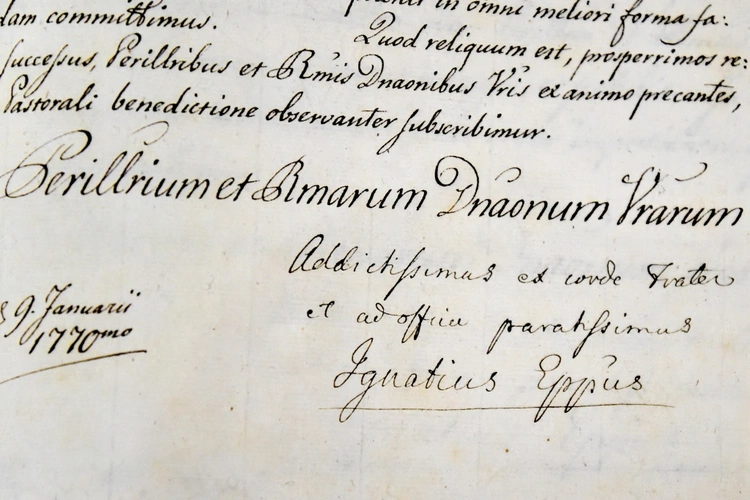 dam committimus. in omni meliori forma fa:
Quod reliquum est, prosperrimos re:
successus, Perillribus et Rmis Dnaonibus Vris ex animo precantes,
Pastorali benedictione observanter subscribimur.
Perillrium et Rmarum Dnaonum Vrarum
Addictissimus ex corde Frater
et ad officia paratissimus
9. Januarii
1770mo
Ignatius Eppus